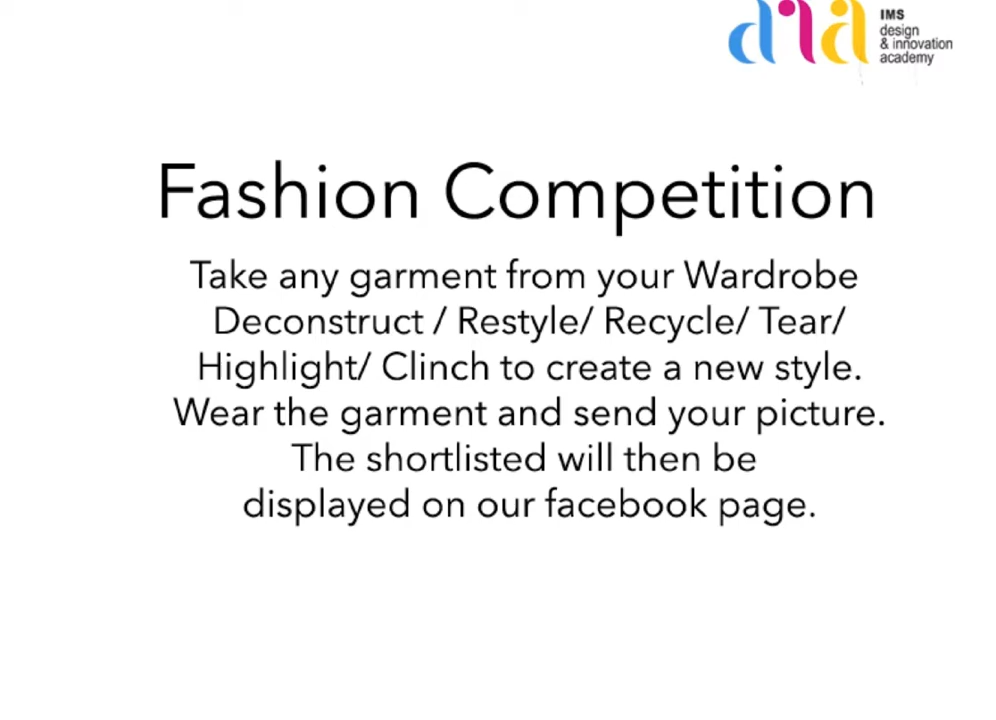 IMS
design
& innovation
academy
Fashion Competition
Take any garment from your Wardrobe
Deconstruct / Restyle/ Recycle/ Tear/
Highlight/ Clinch to create a new style.
Wear the garment and send your picture.
The shortlisted will then be
displayed on our facebook page.